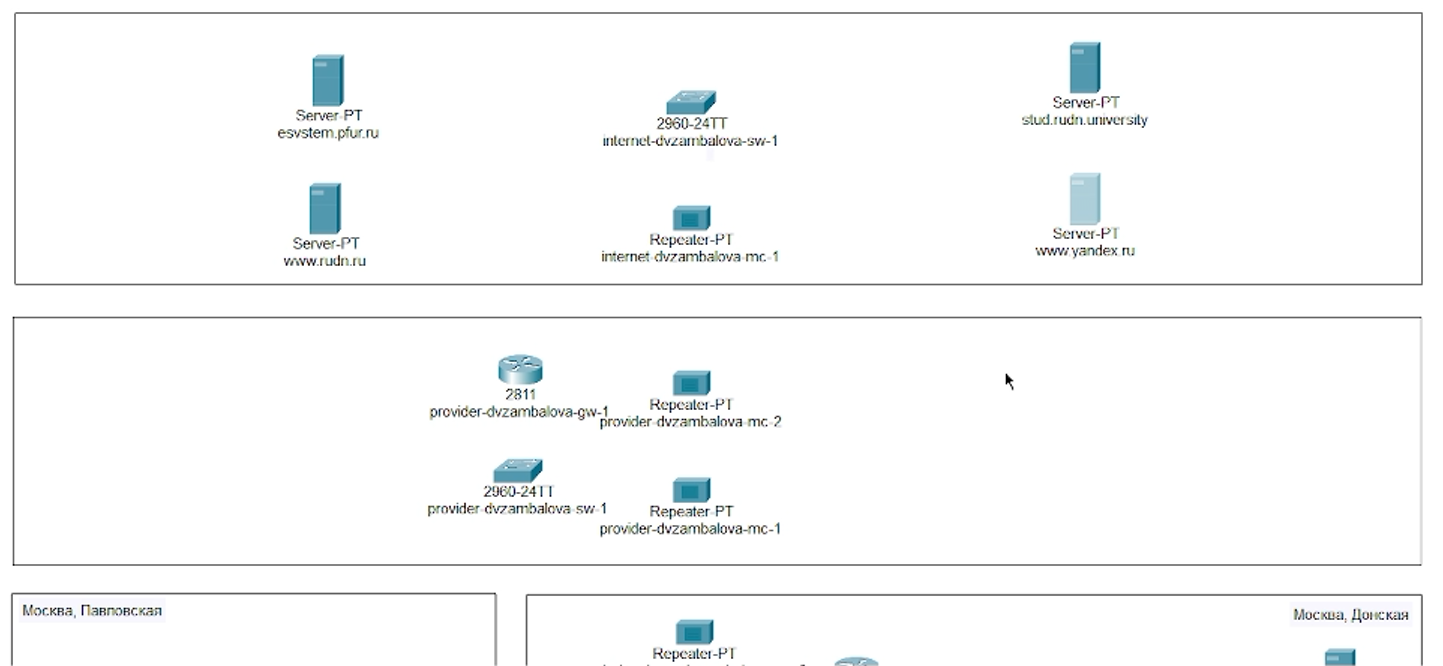 Server-PT
esystem.pfur.ru
2960-24TT
internet-dvzambalova-sw-1
Server-PT
stud.rudn.university
Server-PT
www.rudn.ru
Repeater-PT
internet-dvzambalova-mc-1
Server-PT
www.yandex.ru
2811
provider-dvzambalova-gw-1
Repeater-PT
provider-dvzambalova-mc-2
2960-24TT
provider-dvzambalova-sw-1
Repeater-PT
provider-dvzambalova-mc-1
Москва, Павловская
Москва, Донская
Repeater-PT